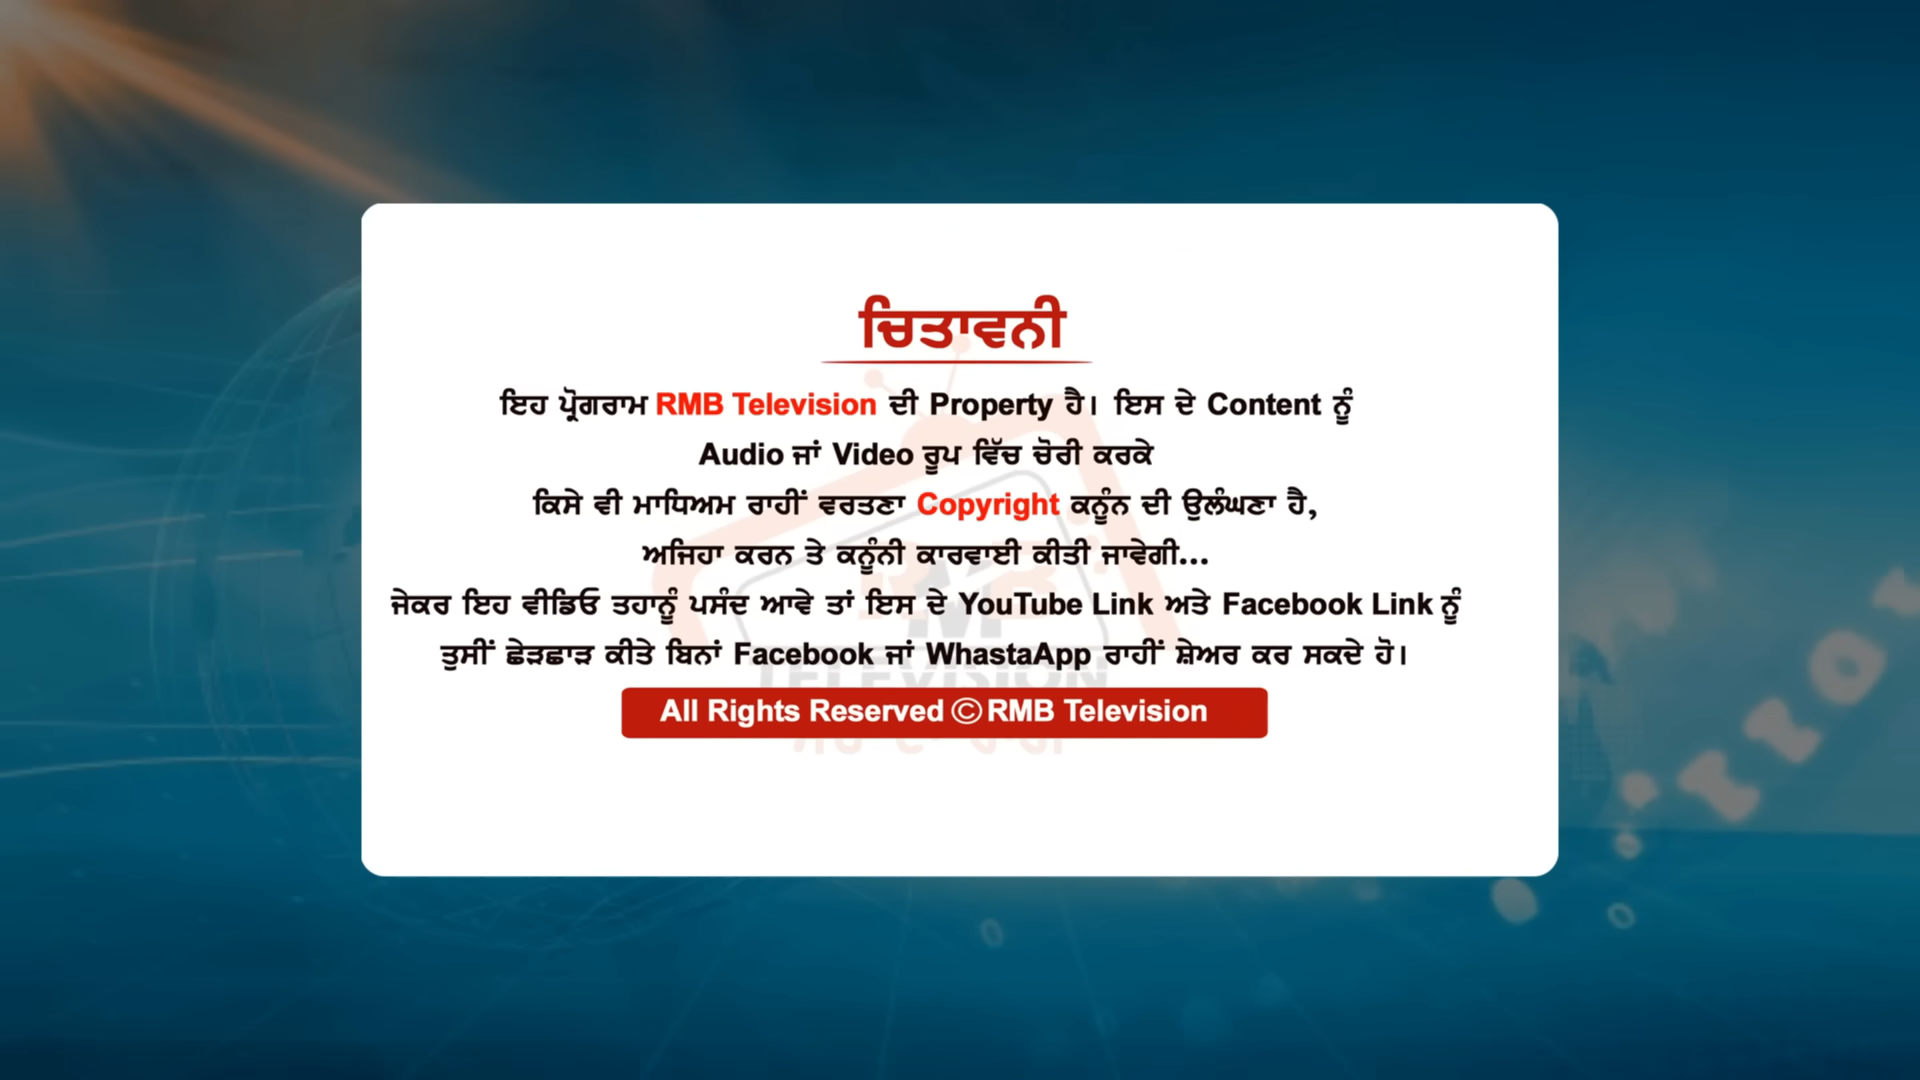 ਚਿਤਾਵਨੀ
ਇਹ ਪ੍ਰੋਗਰਾਮ RMB Television ਦੀ Property ਹੈ। ਇਸ ਦੇ Content ਨੂੰ
Audio ਜਾਂ Video ਰੂਪ ਵਿੱਚ ਚੋਰੀ ਕਰਕੇ
ਕਿਸੇ ਵੀ ਮਾਧਿਅਮ ਰਾਹੀਂ ਵਰਤਣਾ Copyright ਕਨੂੰਨ ਦੀ ਉਲੰਘਣਾ ਹੈ,
ਅਜਿਹਾ ਕਰਨ ਤੇ ਕਨੂੰਨੀ ਕਾਰਵਾਈ ਕੀਤੀ ਜਾਵੇਗੀ...
ਜੇਕਰ ਇਹ ਵੀਡਿਓ ਤਹਾਨੂੰ ਪਸੰਦ ਆਵੇ ਤਾਂ ਇਸ ਦੇ YouTube Link ਅਤੇ Facebook Link ਨੂੰ
ਤੁਸੀਂ ਛੇੜਛਾੜ ਕੀਤੇ ਬਿਨਾਂ Facebook ਜਾਂ WhastaApp ਰਾਹੀਂ ਸ਼ੇਅਰ ਕਰ ਸਕਦੇ ਹੋ।
TELEVISION
All Rights Reserved © RMB Television